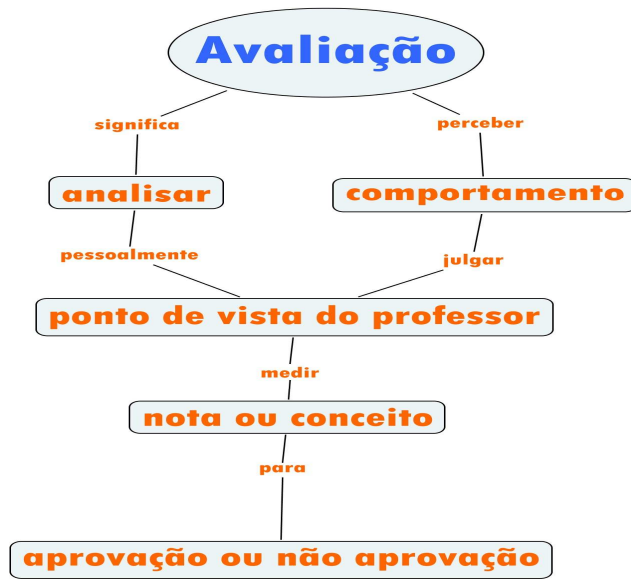 Avaliação
significa
perceber
analisar
comportamento
pessoalmente
julgar
ponto de vista do professor
medir
nota ou conceito
para
aprovação ou não aprovação